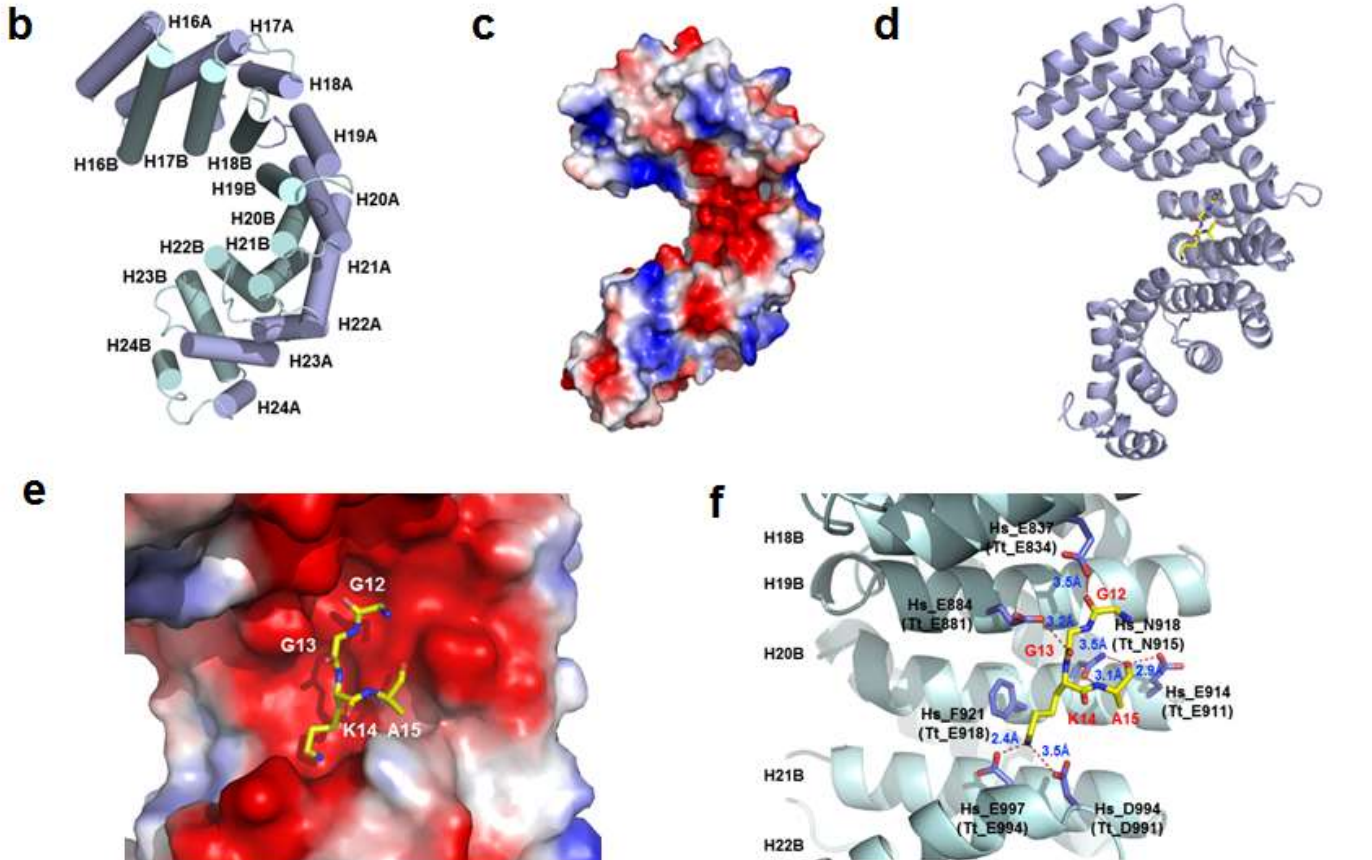 b
H16A
H17A
H18A
H19A
H16B
H17B
H18B
H19B
H20A
H20B
H22B
H21B
H21A
H23B
H22A
H24B
H23A
H24A
c
d
e
G12
G13
K14 A15
f
H18B
Hs_E837
(Tt_E834)
H19B
3.5Å
G12
Hs_E884
(Tt_E881)
3.2Å
Hs_N918
(Tt_N915)
G13
3.5Å
H20B
3.1Å
2.9Å
Hs_E914
(Tt_E911)
K14
A15
Hs_F921
(Tt_E918)
2.4Å
3.5Å
H21B
Hs_E997
(Tt_E994)
Hs_D994
(Tt_D991)
H22B